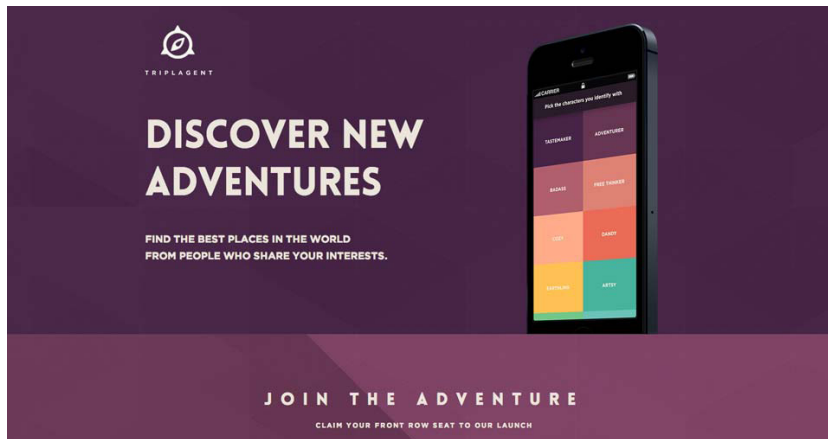 TRIPLAGENT
DISCOVER NEW
ADVENTURES
FIND THE BEST PLACES IN THE WORLD
FROM PEOPLE WHO SHARE YOUR INTERESTS.
CARRIER
Pick the characters you identify with
TASTEMAKER
ADVENTURER
BADASS
FREE THINKER
DANDY
ARTSY
JOIN THE ADVENTURE
CLAIM YOUR FRONT ROW SEAT TO OUR LAUNCH